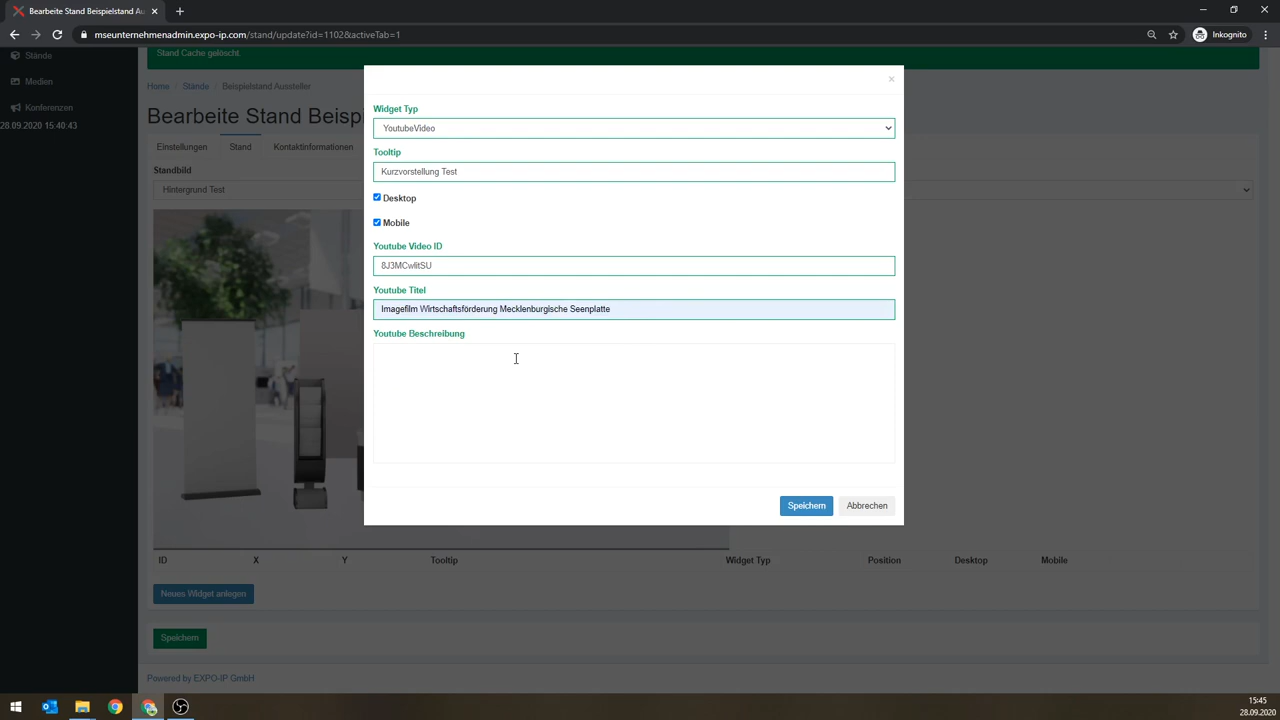 Bearbeite Stand Beispielstand Au
mseunternehmenadmin.expo-ip.com/stand/update?id=1102&activeTab=1
Inkognito
Stände
Stand Cache gelöscht.
Medien
Home / Stände / Beispielstand Aussteller
Konferenzen
28.09.2020 15:40:43
Bearbeite Stand Beisp
Einstellungen
Stand
Kontaktinformationen
Standbild
Hintergrund Test
×
Widget Typ
YoutubeVideo
Tooltip
Kurzvorstellung Test
Desktop
Mobile
Youtube Video ID
8J3MCwlitSU
Youtube Titel
Imagefilm Wirtschaftsförderung Mecklenburgische Seenplatte
Youtube Beschreibung
Speichern
Abbrechen
ID X Y Tooltip Widget Typ Position Desktop Mobile
Neues Widget anlegen
Speichern
Powered by EXPO-IP GmbH
15:45
28.09.2020